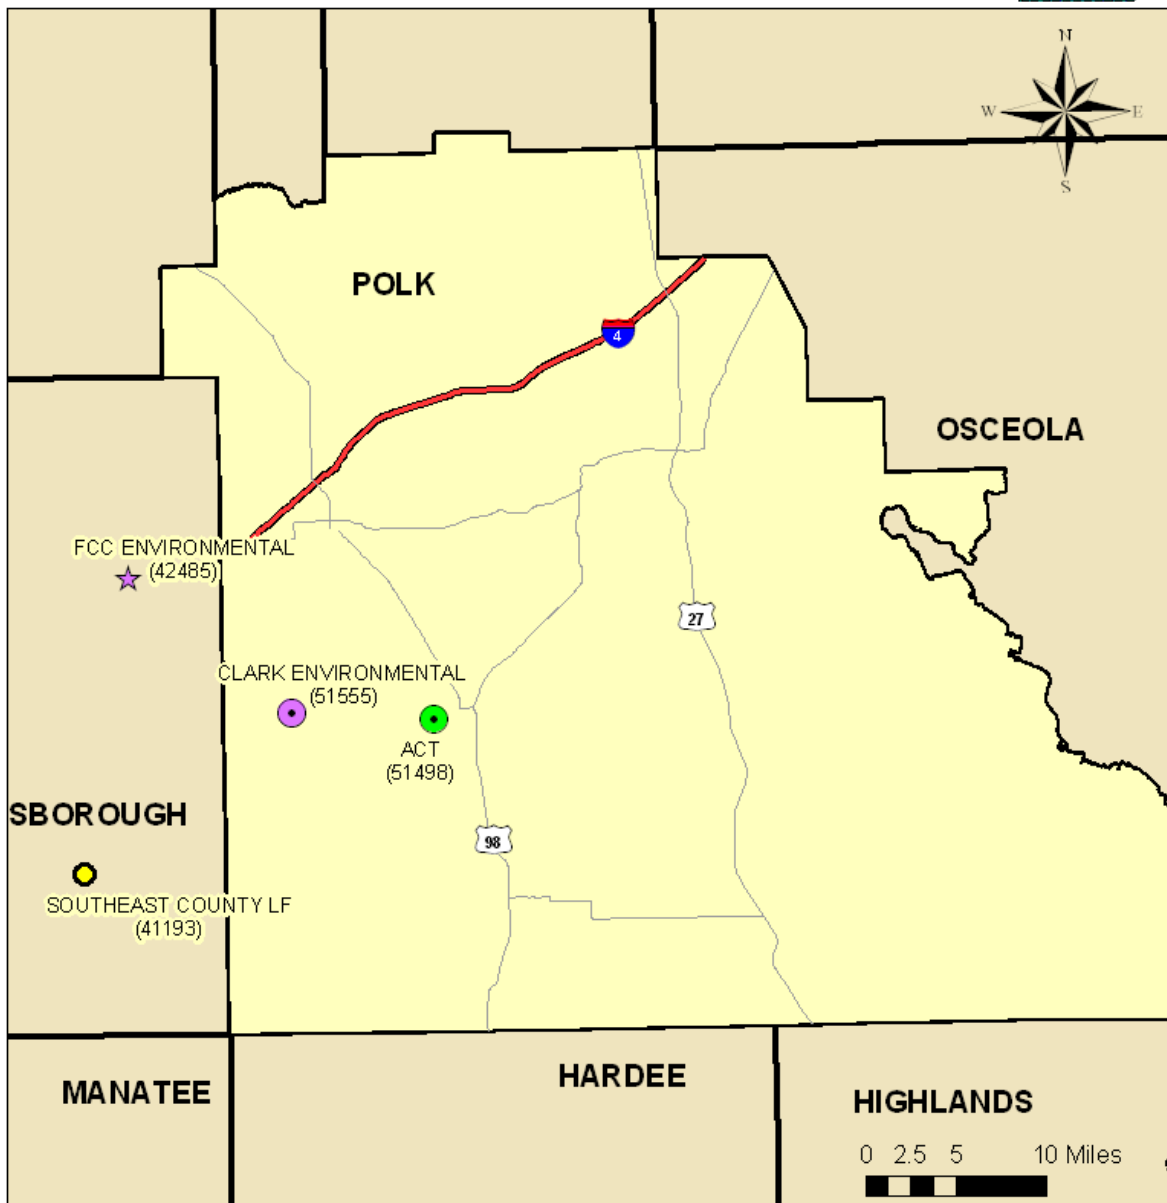 N
W E
S
POLK
4
OSCEOLA
FCC ENVIRONMENTAL
(42485)
27
CLARK ENVIRONMENTAL
(51555)
ACT
(51498)
SBOROUGH
98
SOUTHEAST COUNTY LF
(41193)
HARDEE
MANATEE
HIGHLANDS
0 2.5 5 10 Miles